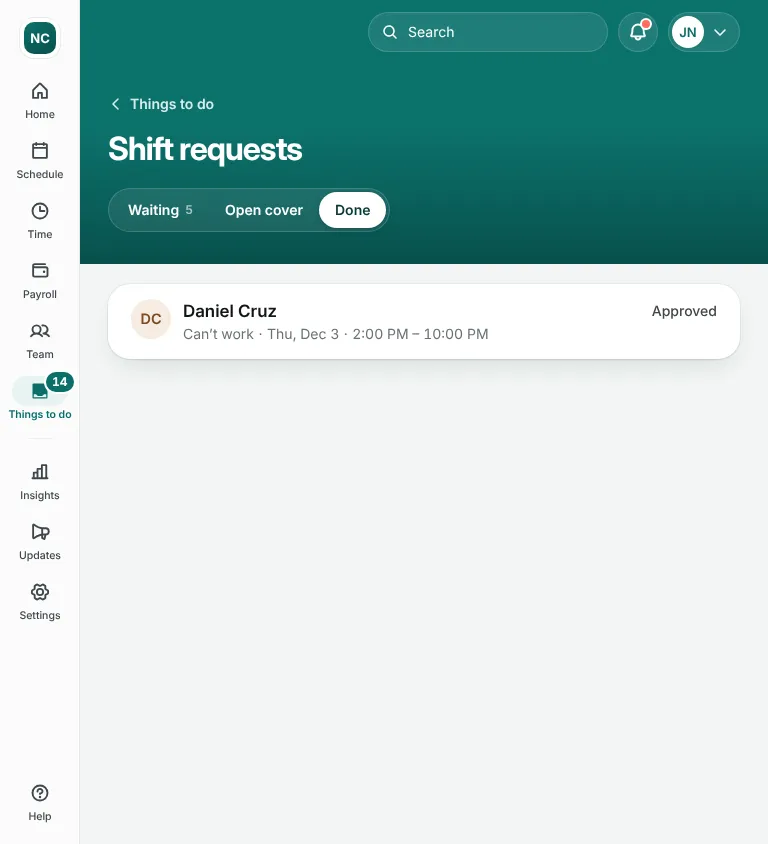 NC
Search
JN
Home
Schedule
Time
Payroll
Team
14
Things to do
Insights
Updates
Settings
Help
Things to do
Shift requests
Waiting 5
Open cover
Done
DC
Daniel Cruz
Approved
Can’t work · Thu, Dec 3 · 2:00 PM – 10:00 PM